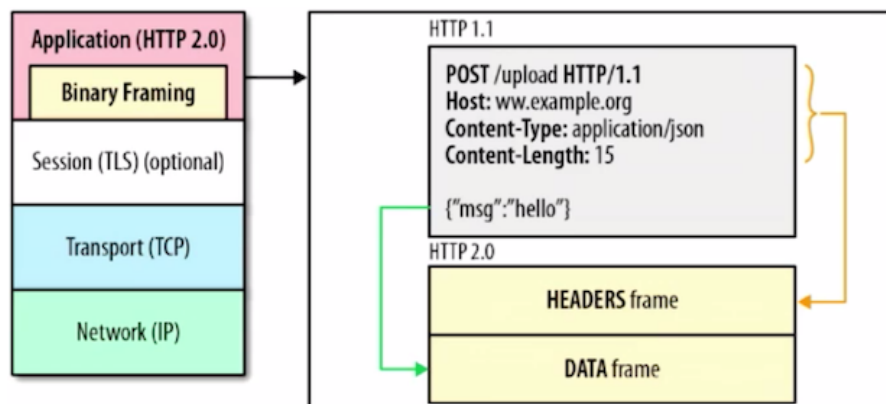 Application (HTTP 2.0)
Binary Framing
Session (TLS) (optional)
Transport (TCP)
Network (IP)
HTTP 1.1
POST /upload HTTP/1.1
Host: ww.example.org
Content-Type: application/json
Content-Length: 15
{"msg":"hello"}
HTTP 2.0
HEADERS frame
DATA frame